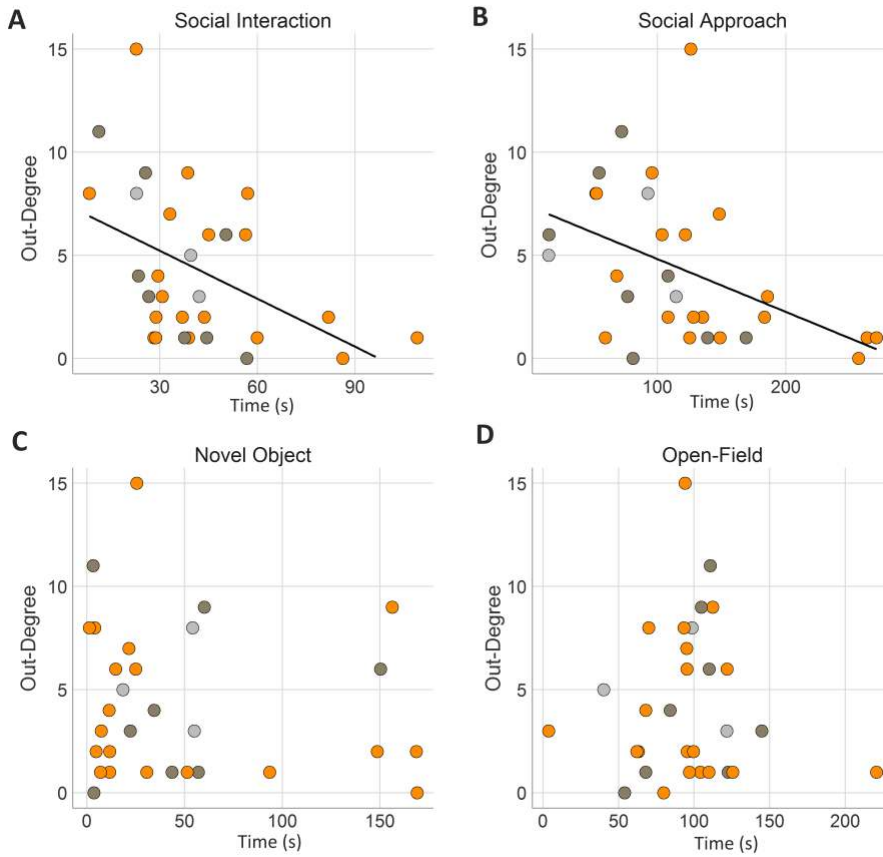 A
Social Interaction
15
10
5
0
Out-Degree
30
60
90
Time (s)
B
Social Approach
15
10
5
0
Out-Degree
100
200
Time (s)
C
Novel Object
15
10
5
0
Out-Degree
0
50
100
150
Time (s)
D
Open-Field
15
10
5
0
Out-Degree
0
50
100
150
200
Time (s)